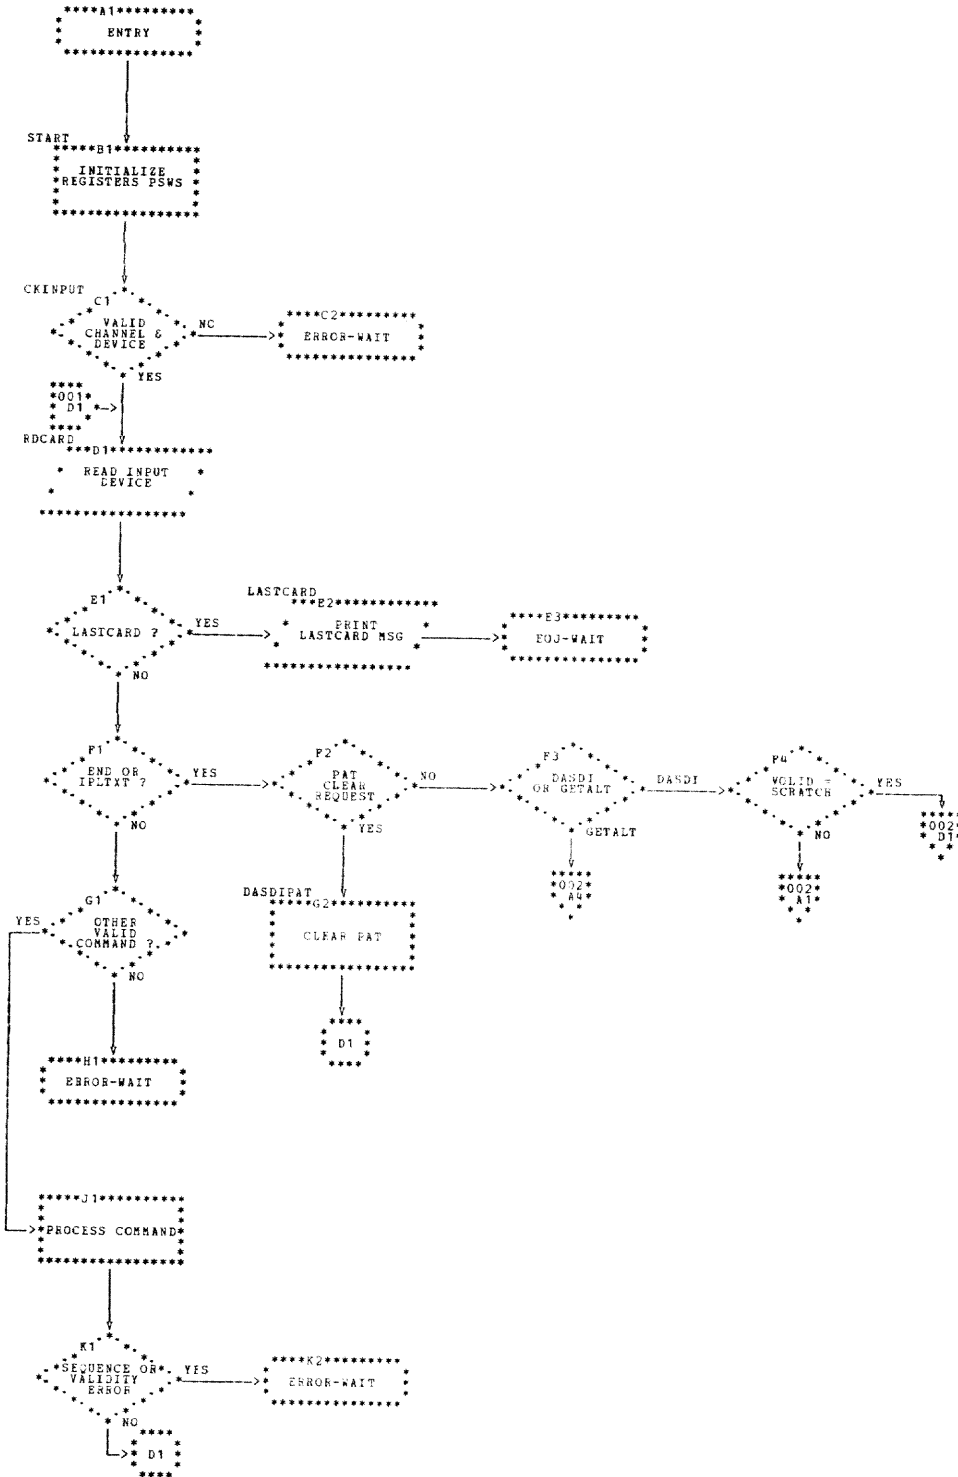 A1
ENTRY
START
B1
INITIALIZE
REGISTERS PSWS
CKINPUT
C1
VALID
CHANNEL &
DEVICE
NO
C2
ERROR-WAIT
YES
001
D1
RDCARD
D1
READ INPUT
DEVICE
E1
LASTCARD ?
YES
LASTCARD
E2
PRINT
LASTCARD MSG
E3
EOJ-WAIT
NO
F1
END OR
IPLTXT ?
YES
F2
PAT
CLEAR
REQUEST
NO
F3
DASDI
OR GETALT
DASDI
F4
VOLID =
SCRATCH
YES
NO
YES
GETALT
NO
002
D1
002
A4
002
A1
G1
YES
OTHER
VALID
COMMAND ?
NO
DASDIPAT
G2
CLEAR PAT
D1
H1
ERROR-WAIT
J1
PROCESS COMMAND
K1
SEQUENCE OR
VALIDITY
ERROR
YES
K2
ERROR-WAIT
NO
D1